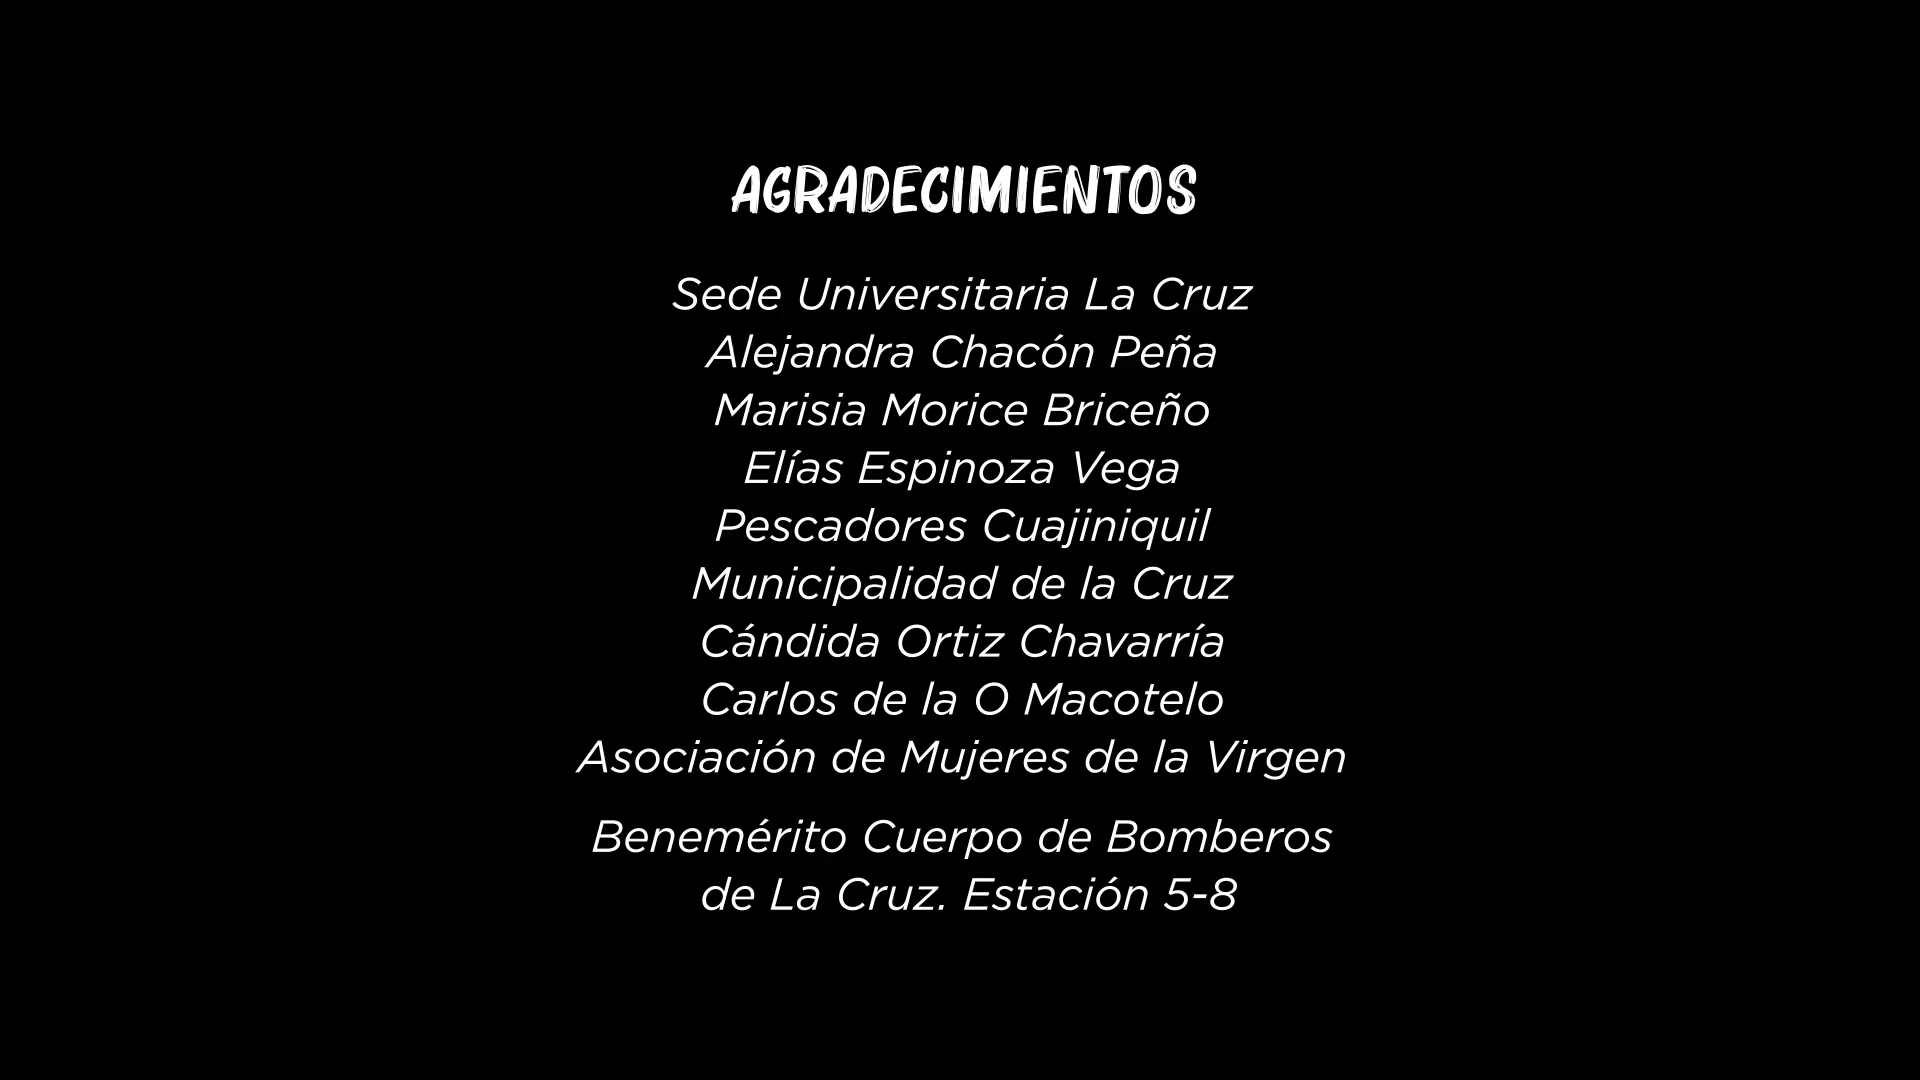 AGRADECIMIENTOS
Sede Universitaria La Cruz
Alejandra Chacón Peña
Marisia Morice Briceño
Elías Espinoza Vega
Pescadores Cuajiniquil
Municipalidad de la Cruz
Cándida Ortiz Chavarría
Carlos de la O Macotelo
Asociación de Mujeres de la Virgen
Benemérito Cuerpo de Bomberos
de La Cruz. Estación 5-8